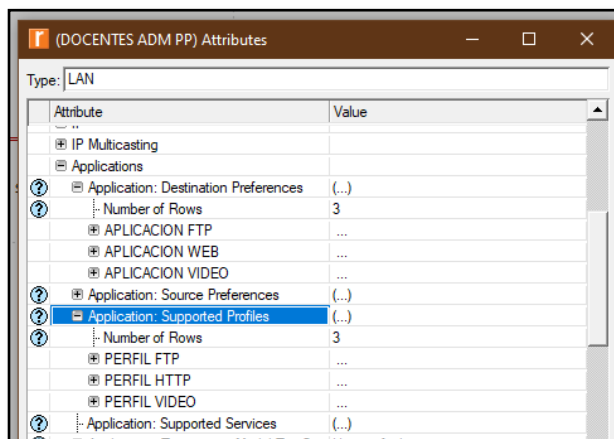 (DOCENTES ADM PP) Attributes
Type: LAN
Attribute Value
IP Multicasting
Applications
Application: Destination Preferences (...)
Number of Rows 3
APLICACION FTP ...
APLICACION WEB ...
APLICACION VIDEO ...
Application: Source Preferences (...)
Application: Supported Profiles (...)
Number of Rows 3
PERFIL FTP ...
PERFIL HTTP ...
PERFIL VIDEO ...
Application: Supported Services (...)